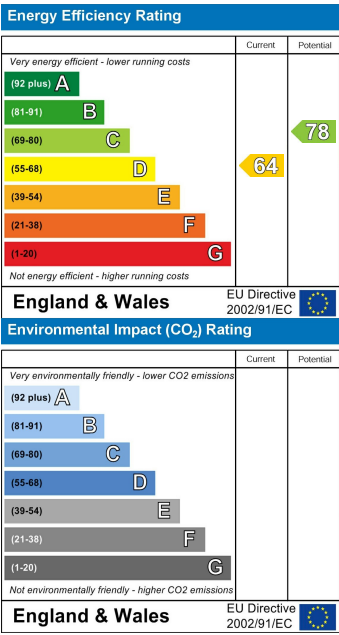 Energy Efficiency Rating
Current Potential
Very energy efficient - lower running costs
(92 plus) A
(81-91) B
(69-80) C
(55-68) D
(39-54) E
(21-38) F
(1-20) G
64
78
Not energy efficient - higher running costs
England & Wales
EU Directive
2002/91/EC
Environmental Impact (CO₂) Rating
Current Potential
Very environmentally friendly - lower CO2 emissions
(92 plus) A
(81-91) B
(69-80) C
(55-68) D
(39-54) E
(21-38) F
(1-20) G
Not environmentally friendly - higher CO2 emissions
England & Wales
EU Directive
2002/91/EC